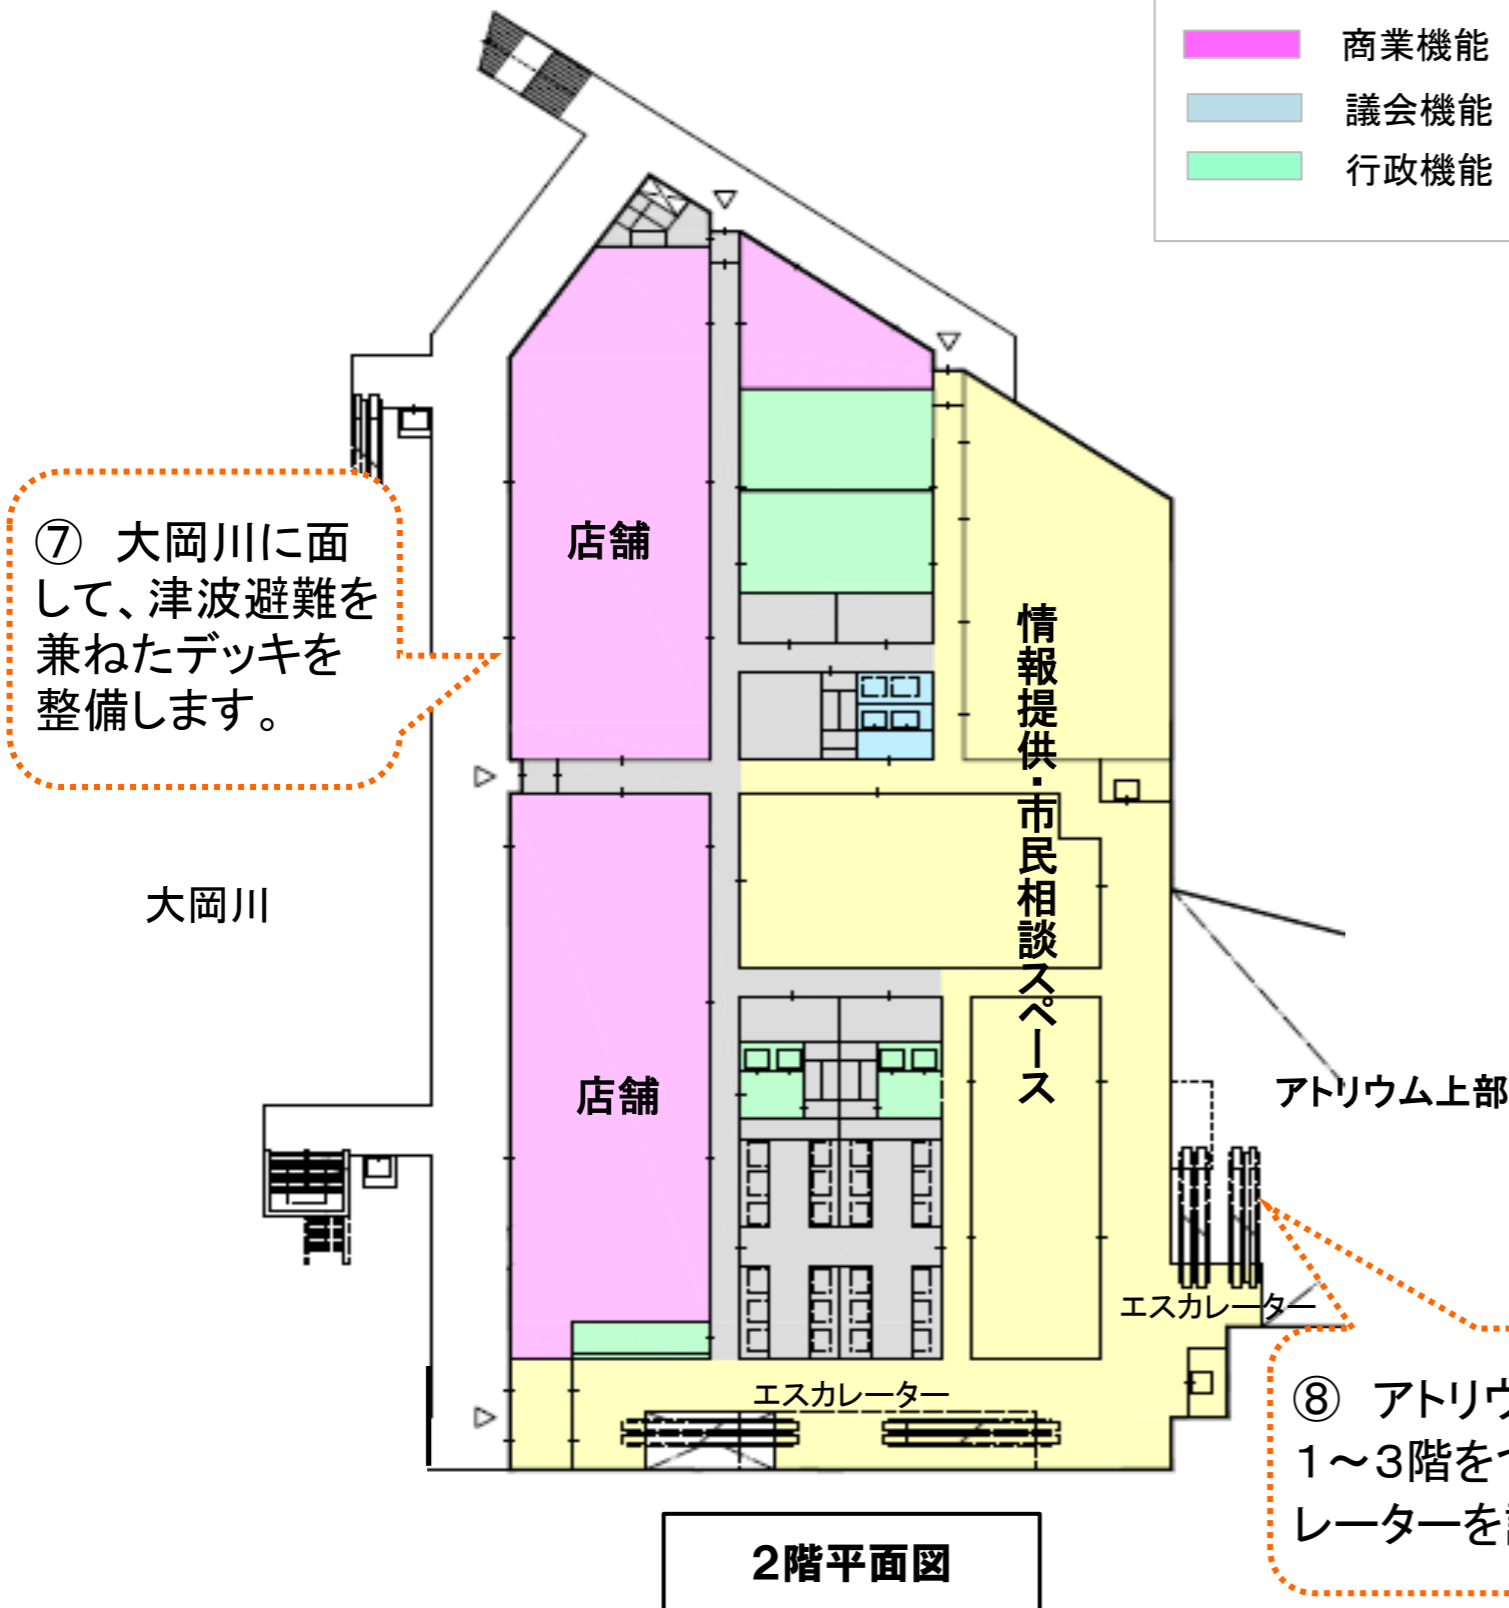 商業機能
議会機能
行政機能
⑦　大岡川に面
して、津波避難を
兼ねたデッキを
整備します。
店舗
情報提供・市民相談スペース
大岡川
店舗
アトリウム上部
エスカレーター
エスカレーター
⑧　アトリウ
１～３階をつ
レーターを
２階平面図